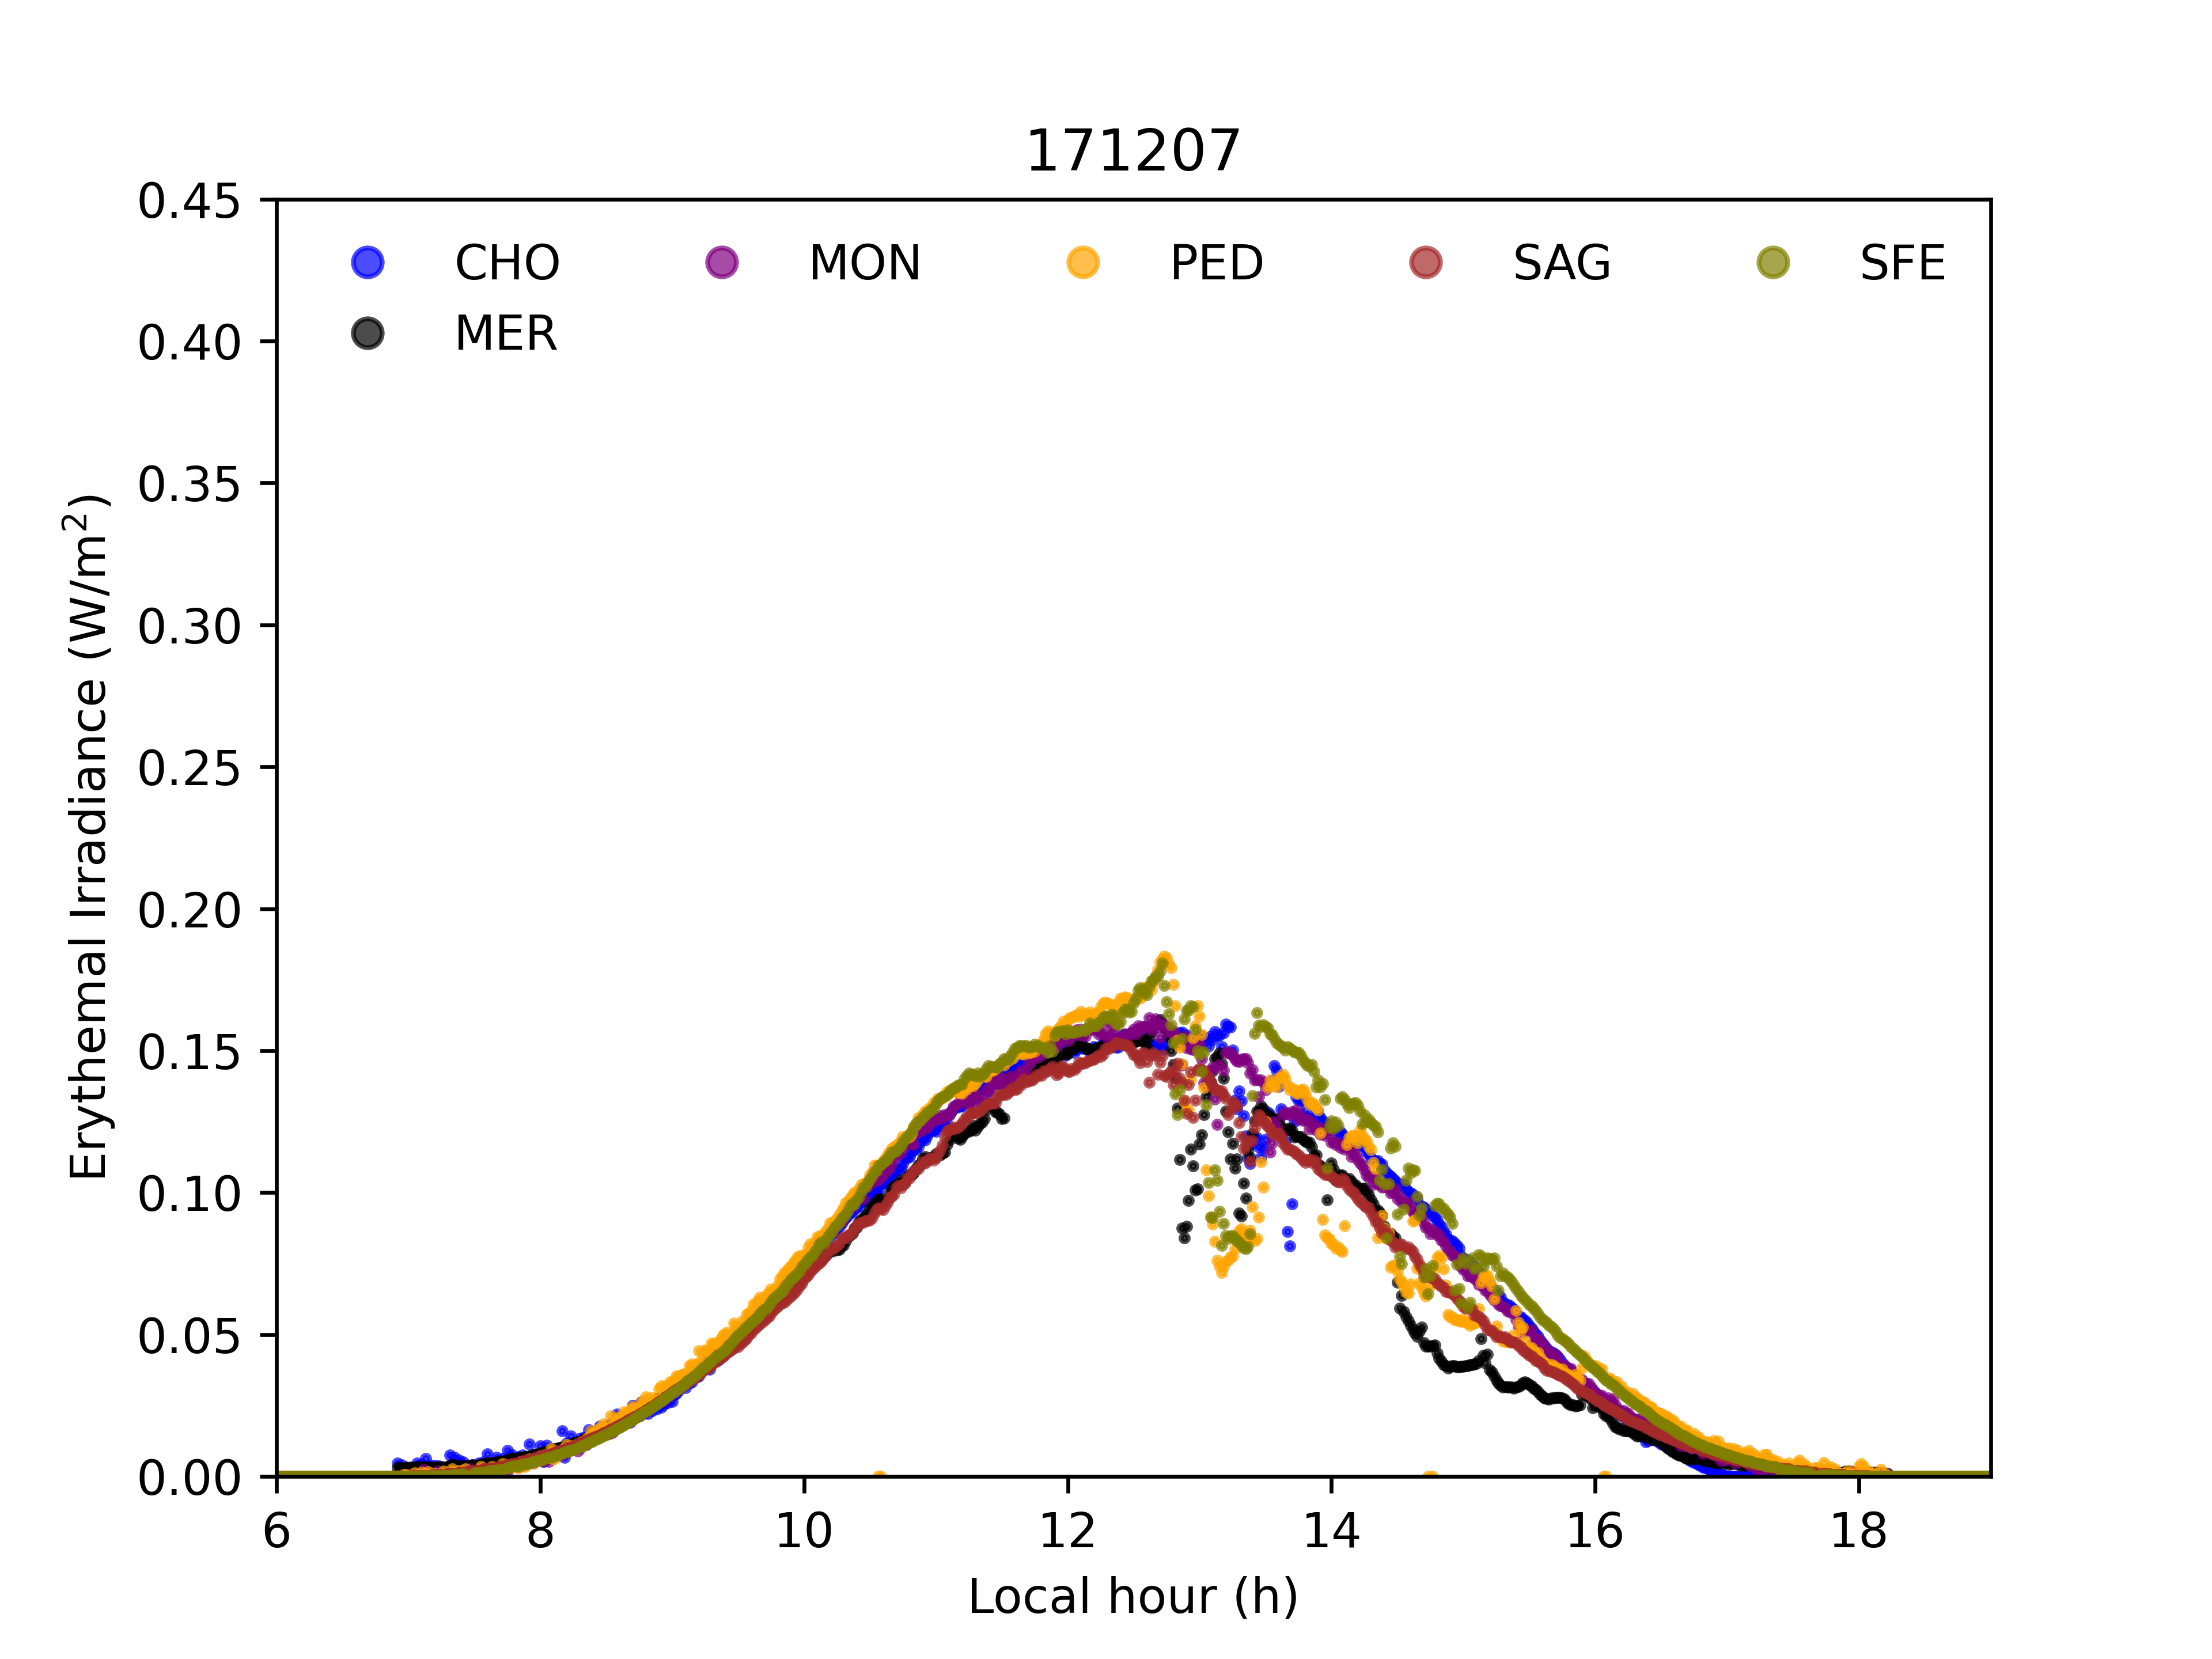 171207
0.45
0.40
0.35
0.30
0.25
0.20
0.15
0.10
0.05
0.00
Erythemal Irradiance (W/m²)
CHO MON PED SAG SFE
MER
6 8 10 12 14 16 18
Local hour (h)